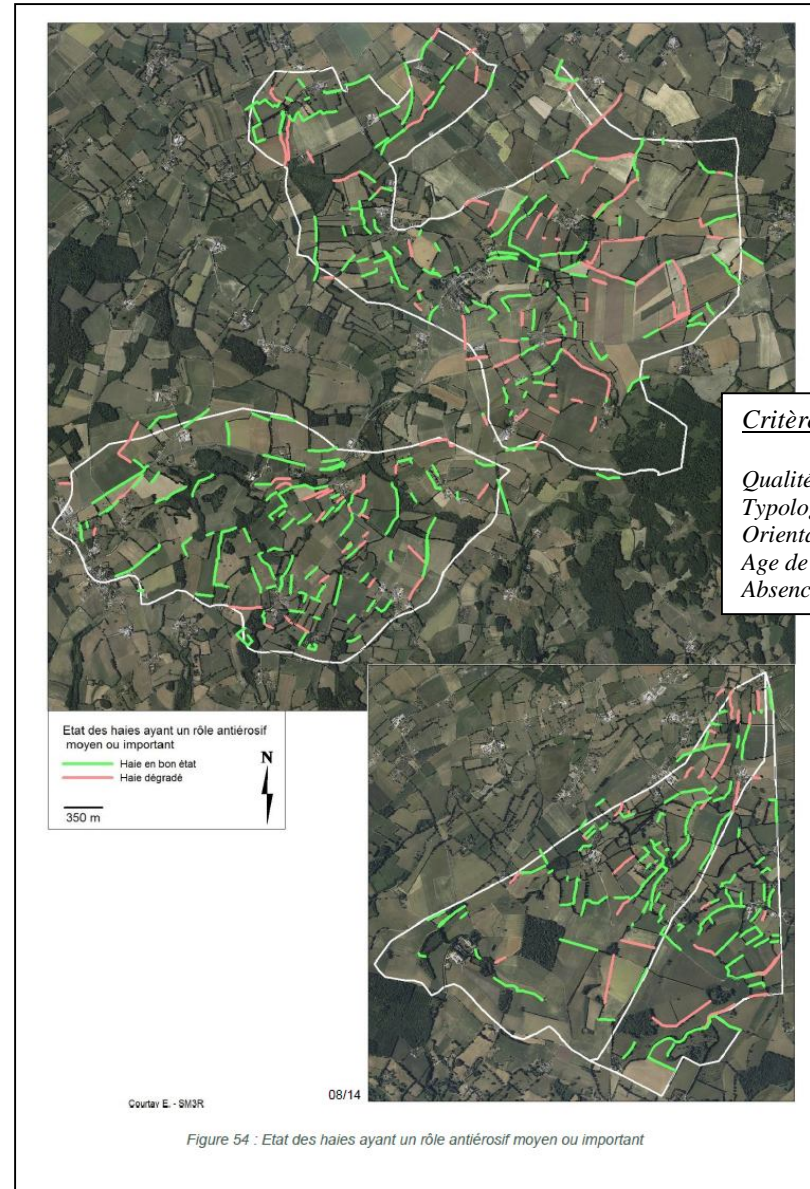 Critère
Qualité
Typolog
Orienta
Age de
Absenc
Etat des haies ayant un rôle antiérosif
moyen ou important
Haie en bon état
Haie dégradé
N
350 m
Courtay E. - SM3R
08/14
Figure 54 : Etat des haies ayant un rôle antiérosif moyen ou important